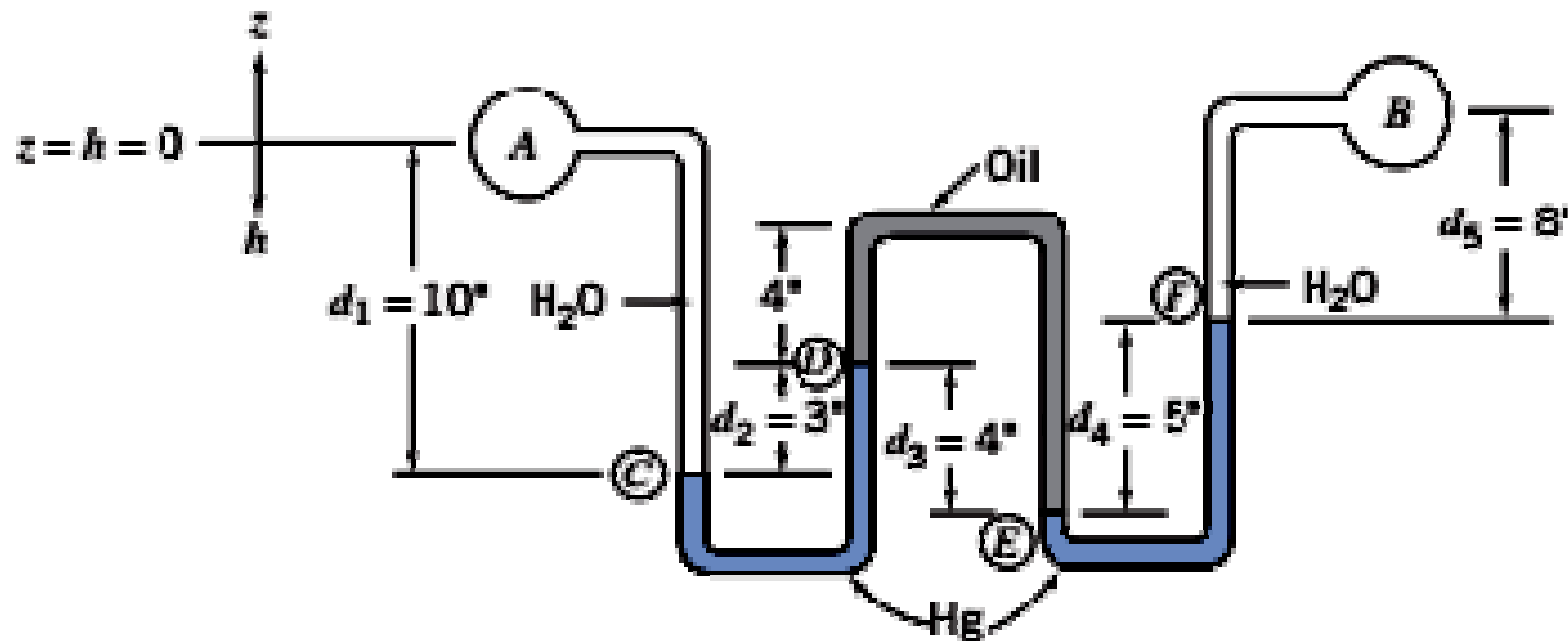 z
z = h = 0
h
A
B
Oil
d₁ = 10"
H₂O
4"
D
d₂ = 3"
C
d₃ = 4"
E
d₄ = 5"
F
H₂O
d₅ = 8"
Hg